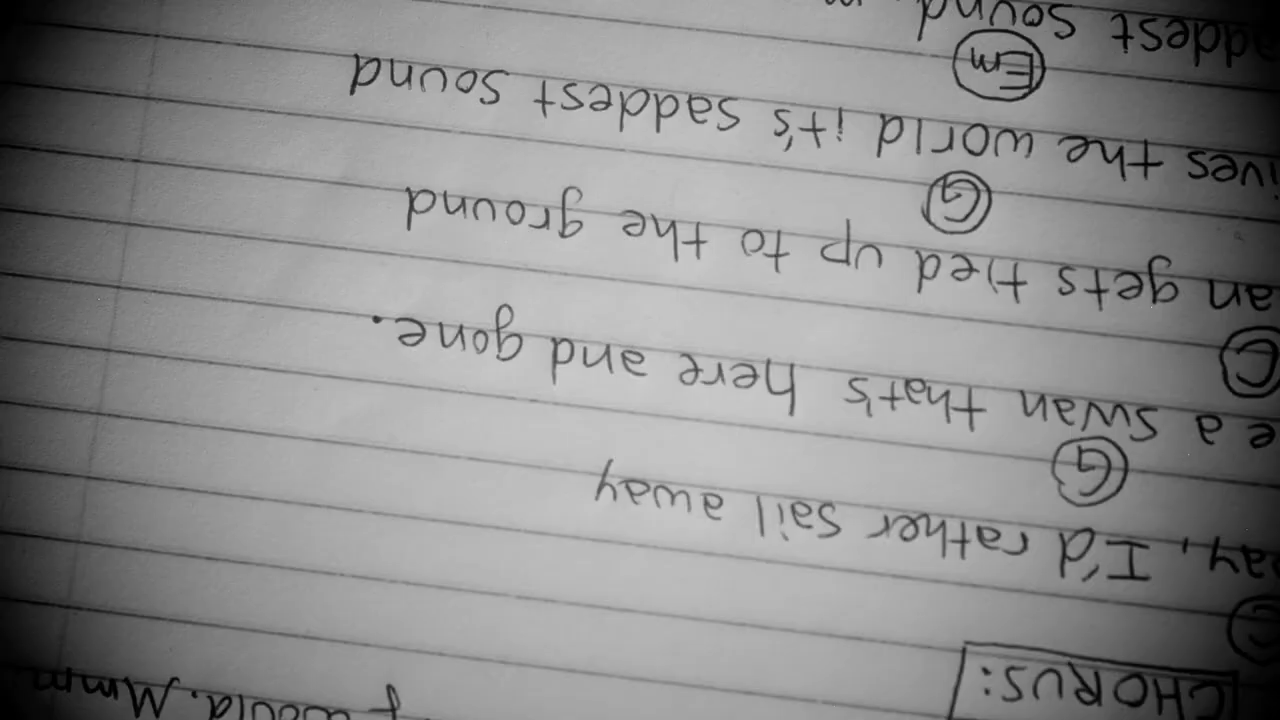 would. Mmm
CHORUS:
C
ay, I'd rather sail away
G
e a swan that's here and gone.
C
an gets tied up to the ground
G
ives the world it's saddest sound
Em
addest sound